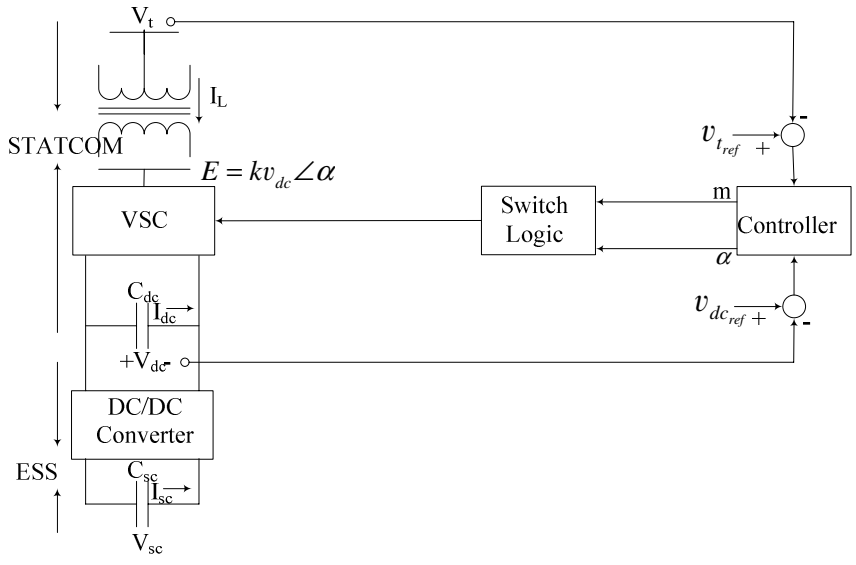 Vt
IL
-
STATCOM
vtref
+
E = kvdc∠α
VSC
Switch
Logic
m
Controller
α
Cdc
Idc
vdcref
+
-
+Vdc-
DC/DC
Converter
ESS
Csc
Isc
Vsc